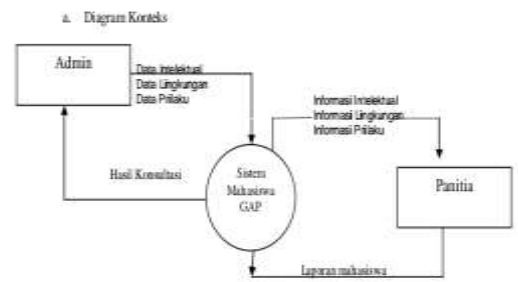 a. Diagram Konteks
Admin
Data Intelektual
Data Lingkungan
Data Prilaku
Informasi Intelektual
Informasi Lingkungan
Informasi Prilaku
Hasil Konsultasi
Sistem
Mahasiswa
GAP
Panitia
Laporan mahasiswa